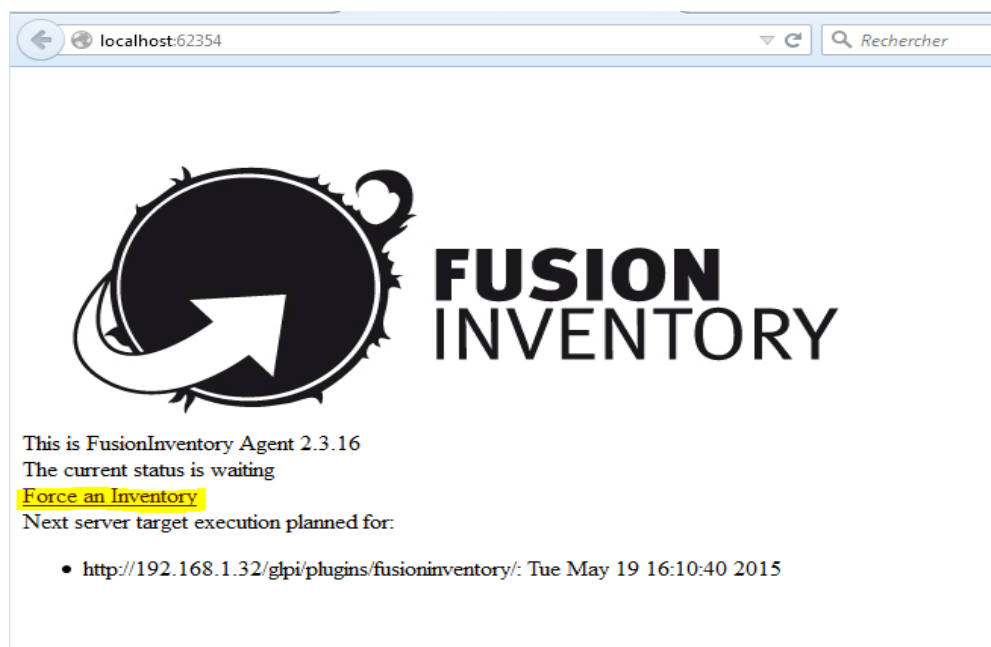 localhost:62354
Rechercher
FUSION
INVENTORY
This is FusionInventory Agent 2.3.16
The current status is waiting
Force an Inventory
Next server target execution planned for:
• http://192.168.1.32/glpi/plugins/fusioninventory/: Tue May 19 16:10:40 2015